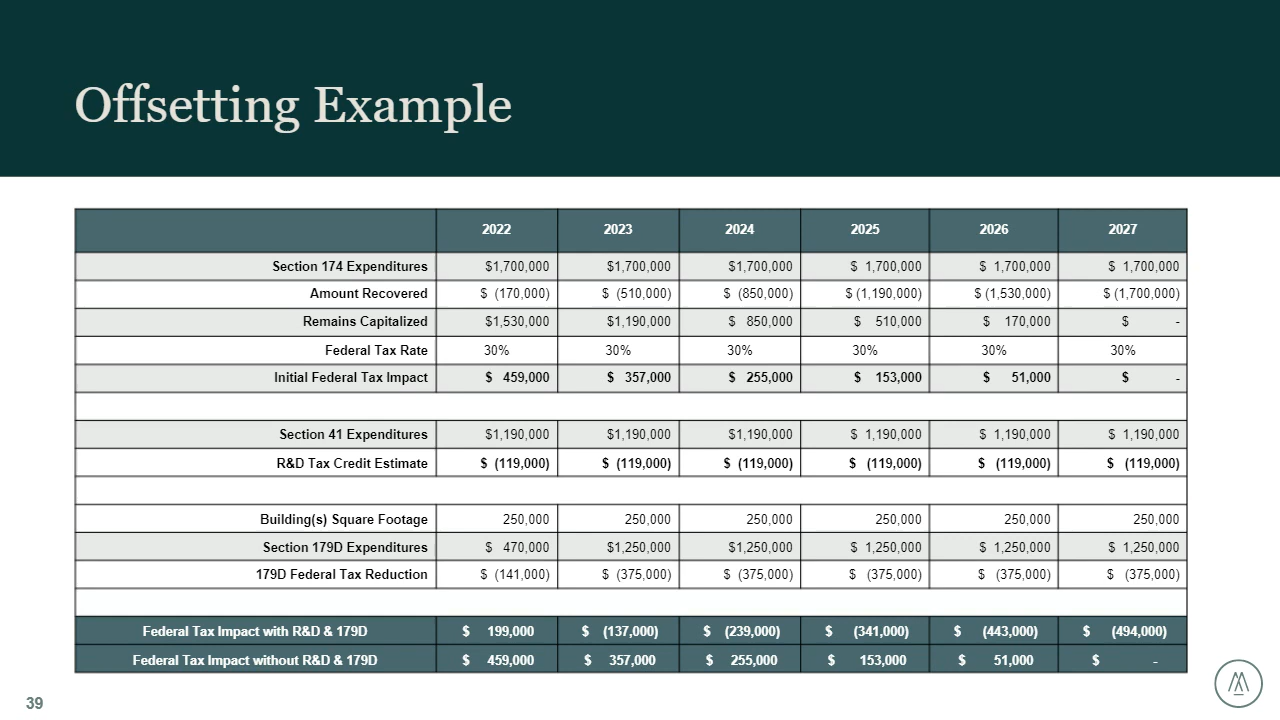 Offsetting Example
2022 2023 2024 2025 2026 2027
Section 174 Expenditures $1,700,000 $1,700,000 $1,700,000 $ 1,700,000 $ 1,700,000 $ 1,700,000
Amount Recovered $ (170,000) $ (510,000) $ (850,000) $ (1,190,000) $ (1,530,000) $ (1,700,000)
Remains Capitalized $1,530,000 $1,190,000 $ 850,000 $ 510,000 $ 170,000 $ -
Federal Tax Rate 30% 30% 30% 30% 30% 30%
Initial Federal Tax Impact $ 459,000 $ 357,000 $ 255,000 $ 153,000 $ 51,000 $ -
Section 41 Expenditures $1,190,000 $1,190,000 $1,190,000 $ 1,190,000 $ 1,190,000 $ 1,190,000
R&D Tax Credit Estimate $ (119,000) $ (119,000) $ (119,000) $ (119,000) $ (119,000) $ (119,000)
Building(s) Square Footage 250,000 250,000 250,000 250,000 250,000 250,000
Section 179D Expenditures $ 470,000 $1,250,000 $1,250,000 $ 1,250,000 $ 1,250,000 $ 1,250,000
179D Federal Tax Reduction $ (141,000) $ (375,000) $ (375,000) $ (375,000) $ (375,000) $ (375,000)
Federal Tax Impact with R&D & 179D $ 199,000 $ (137,000) $ (239,000) $ (341,000) $ (443,000) $ (494,000)
Federal Tax Impact without R&D & 179D $ 459,000 $ 357,000 $ 255,000 $ 153,000 $ 51,000 $ -
39